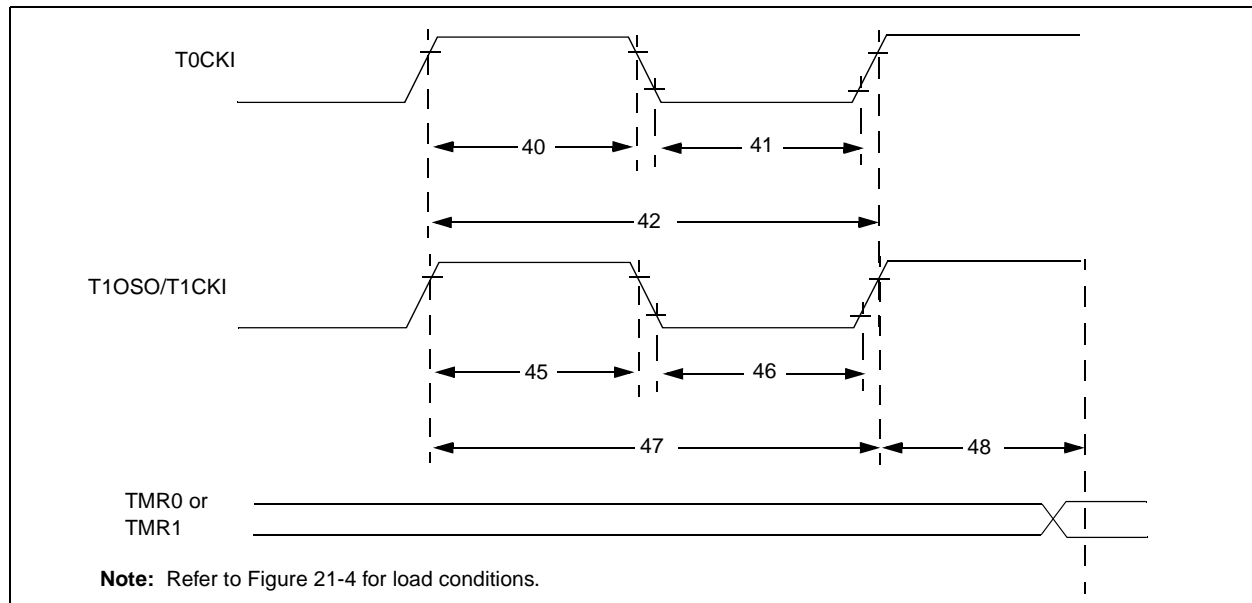 T0CKI
40
41
42
T1OSO/T1CKI
45
46
47
48
TMR0 or
TMR1
Note: Refer to Figure 21-4 for load conditions.